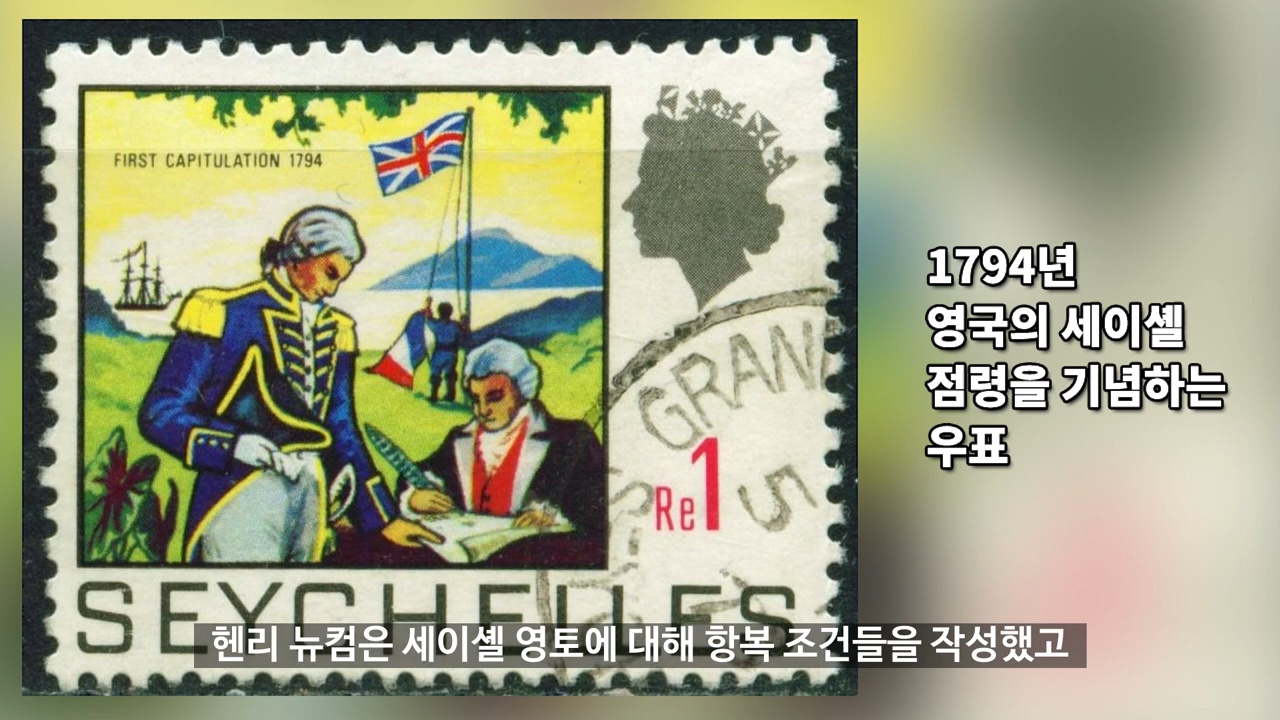 FIRST CAPITULATION 1794
GRAN
5
Re1
SEYCHELLES
1794년
영국의 세이셸
점령을 기념하는
우표
헨리 뉴컴은 세이셸 영토에 대해 항복 조건들을 작성했고